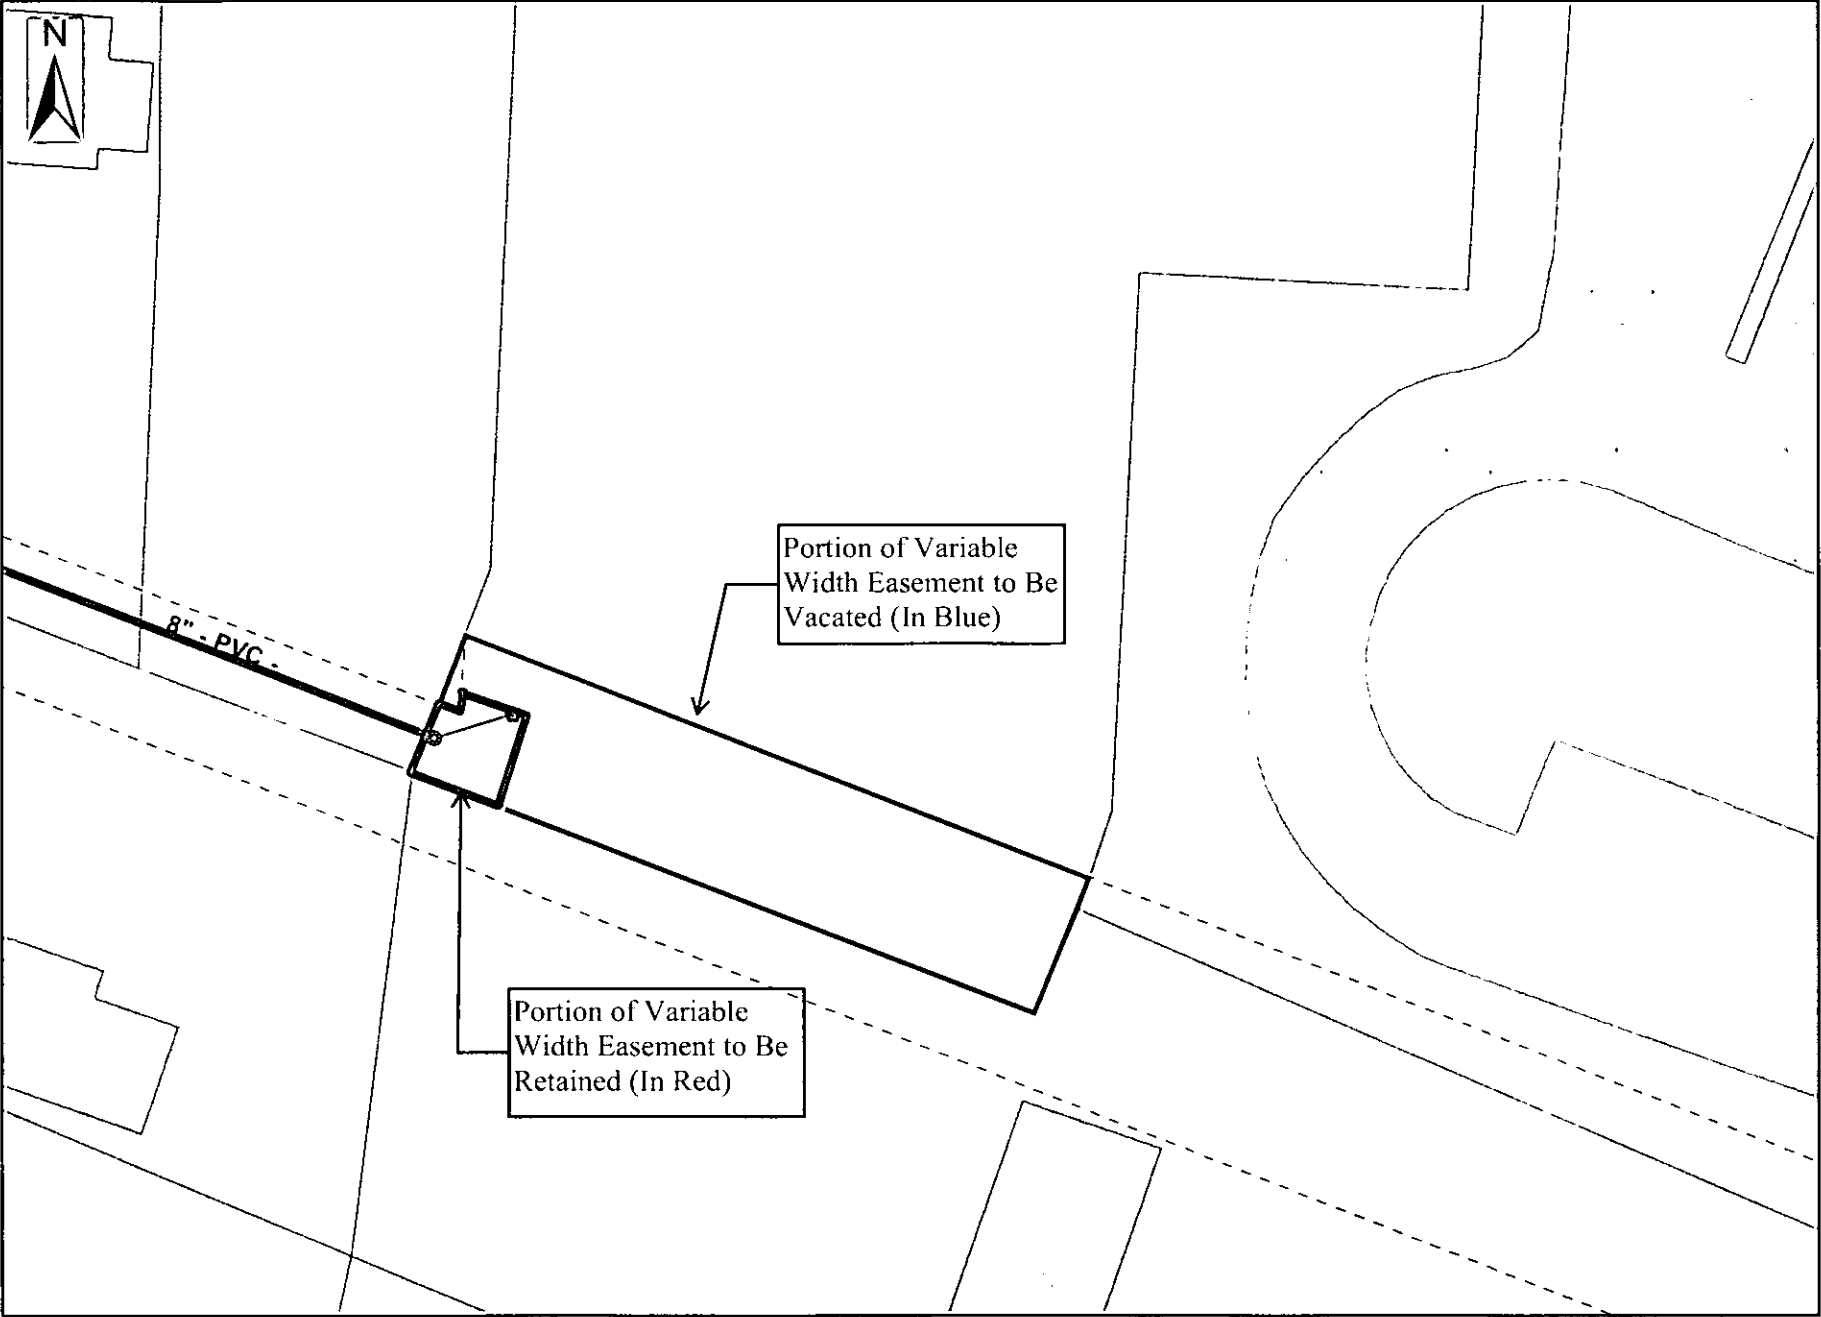 N
Portion of Variable
Width Easement to Be
Vacated (In Blue)
8" - PVC -
Portion of Variable
Width Easement to Be
Retained (In Red)